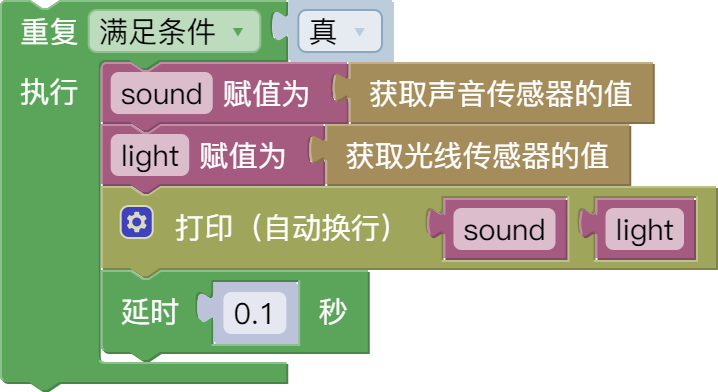 重复 满足条件 真
执行
sound 赋值为 获取声音传感器的值
light 赋值为 获取光线传感器的值
打印（自动换行） sound light
延时 0.1 秒